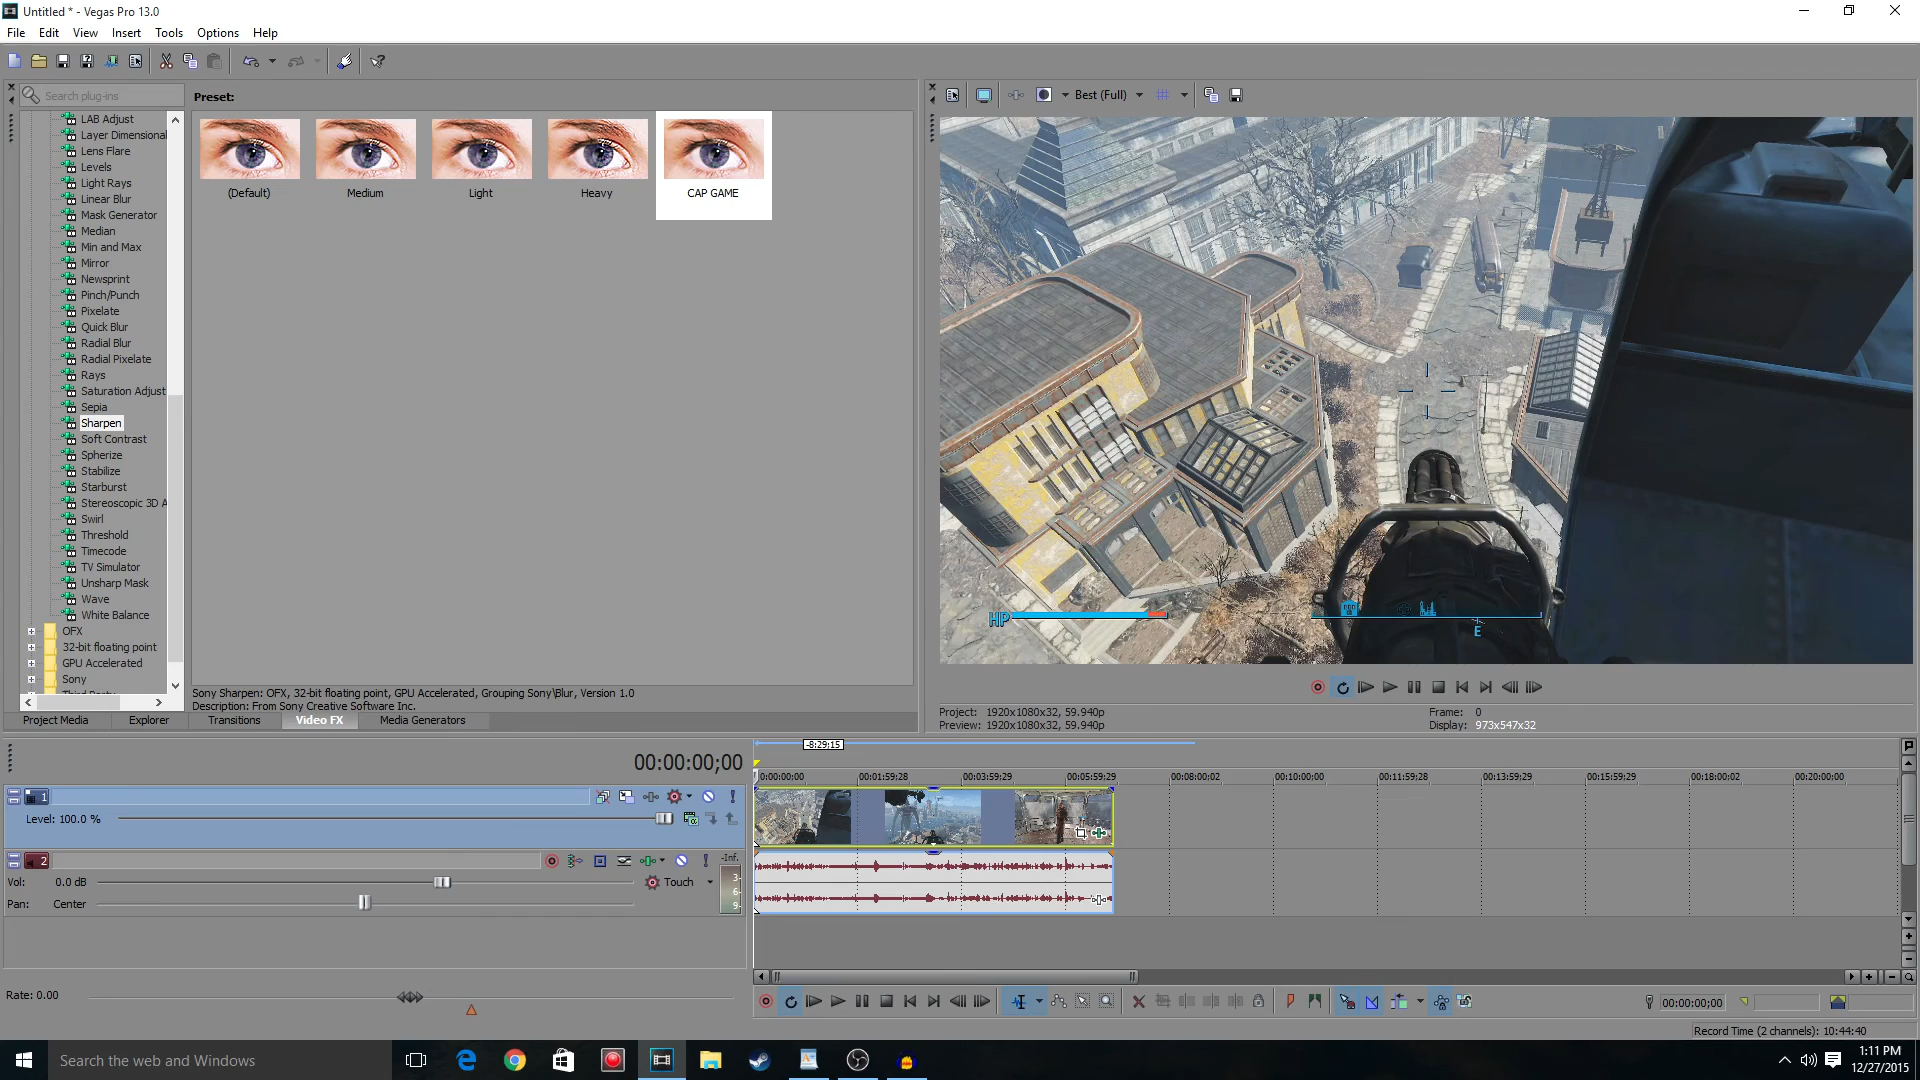 Untitled * - Vegas Pro 13.0
File Edit View Insert Tools Options Help
Search plug-ins
Preset:
Best (Full)
LAB Adjust
Layer Dimensional
Lens Flare
Levels
Light Rays
Linear Blur
Mask Generator
Median
Min and Max
Mirror
Newsprint
Pinch/Punch
Pixelate
Quick Blur
Radial Blur
Radial Pixelate
Rays
Saturation Adjust
Sepia
Sharpen
Soft Contrast
Spherize
Stabilize
Starburst
Stereoscopic 3D A
Swirl
Threshold
Timecode
TV Simulator
Unsharp Mask
Wave
White Balance
OFX
32-bit floating point
GPU Accelerated
Sony
(Default) Medium Light Heavy CAP GAME
HP
E
Sony Sharpen: OFX, 32-bit floating point, GPU Accelerated, Grouping Sony\Blur, Version 1.0
Description: From Sony Creative Software Inc.
Project Media Explorer Transitions Video FX Media Generators
Project: 1920x1080x32, 59.940p
Preview: 1920x1080x32, 59.940p
Frame: 0
Display: 973x547x32
00:00:00;00
-8:29;15
0:00:00:00 00:01:59:28 00:03:59:29 00:05:59:29 00:08:00:02 00:10:00:00 00:11:59:28 00:13:59:29 00:15:59:29 00:18:00:02 00:20:00:00
1
Level: 100.0 %
2
-Inf.
Vol: 0.0 dB
Touch
3-
6-
9-
Pan: Center
Rate: 0.00
00:00:00;00
Record Time (2 channels): 10:44:40
Search the web and Windows
1:11 PM
12/27/2015